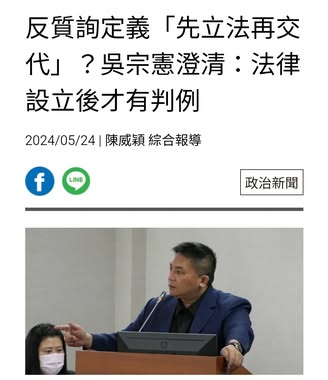 反質詢定義「先立法再交
代」？吳宗憲澄清：法律
設立後才有判例
2024/05/24 | 陳威穎 綜合報導
f
LINE
政治新聞